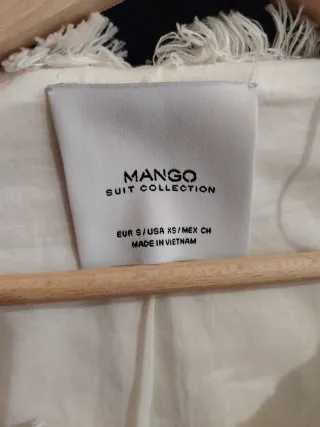 MANGO
SUIT COLLECTION
EUR S/USA XS/MEX CH
MADE IN VIETNAM